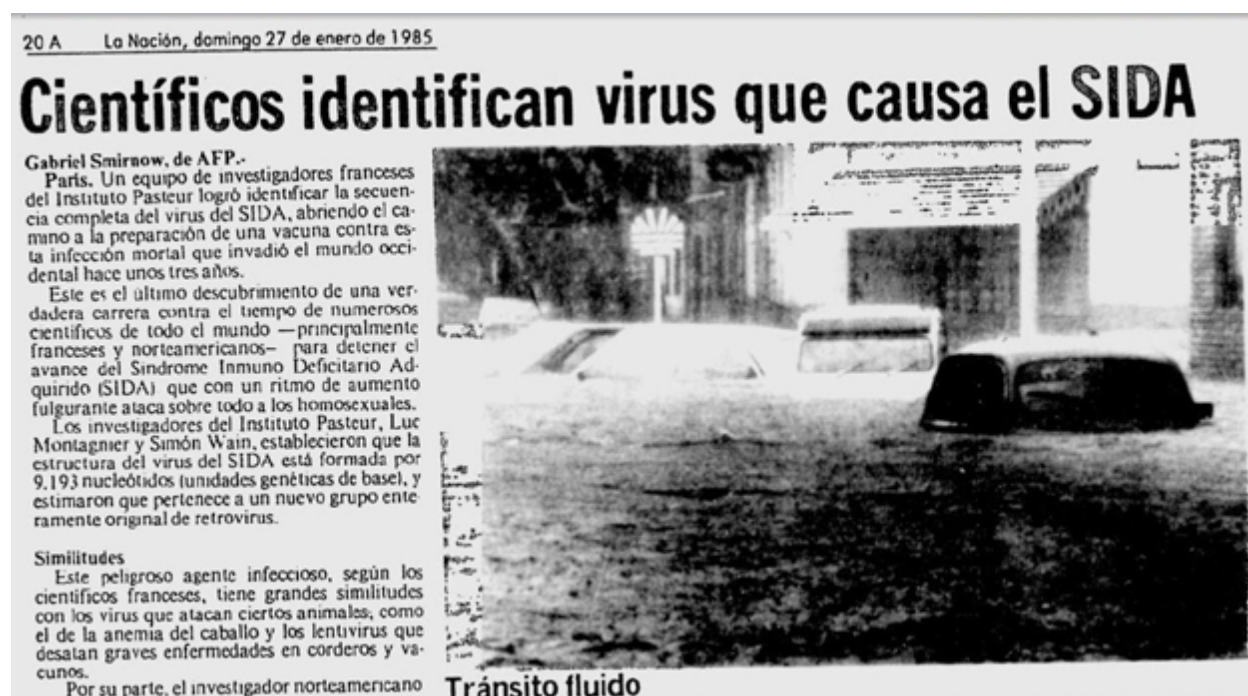 20 A La Nación, domingo 27 de enero de 1985
Científicos identifican virus que causa el SIDA
Gabriel Smirnow, de AFP.-
París. Un equipo de investigadores franceses
del Instituto Pasteur logró identificar la secuen-
cia completa del virus del SIDA, abriendo el ca-
mino a la preparación de una vacuna contra es-
ta infección mortal que invadió el mundo occi-
dental hace unos tres años.
Este es el último descubrimiento de una ver-
dadera carrera contra el tiempo de numerosos
científicos de todo el mundo —principalmente
franceses y norteamericanos— para detener el
avance del Síndrome Inmuno Deficitario Ad-
quirido (SIDA) que con un ritmo de aumento
fulgurante ataca sobre todo a los homosexuales.
Los investigadores del Instituto Pasteur, Luc
Montagnier y Simón Wain, establecieron que la
estructura del virus del SIDA está formada por
9.193 nucleótidos (unidades genéticas de base), y
estimaron que pertenece a un nuevo grupo ente-
ramente original de retrovirus.
Similitudes
Este peligroso agente infeccioso, según los
científicos franceses, tiene grandes similitudes
con los virus que atacan ciertos animales, como
el de la anemia del caballo y los lentivirus que
desatan graves enfermedades en corderos y va-
cunos.
Por su parte, el investigador norteamericano
Tránsito fluido